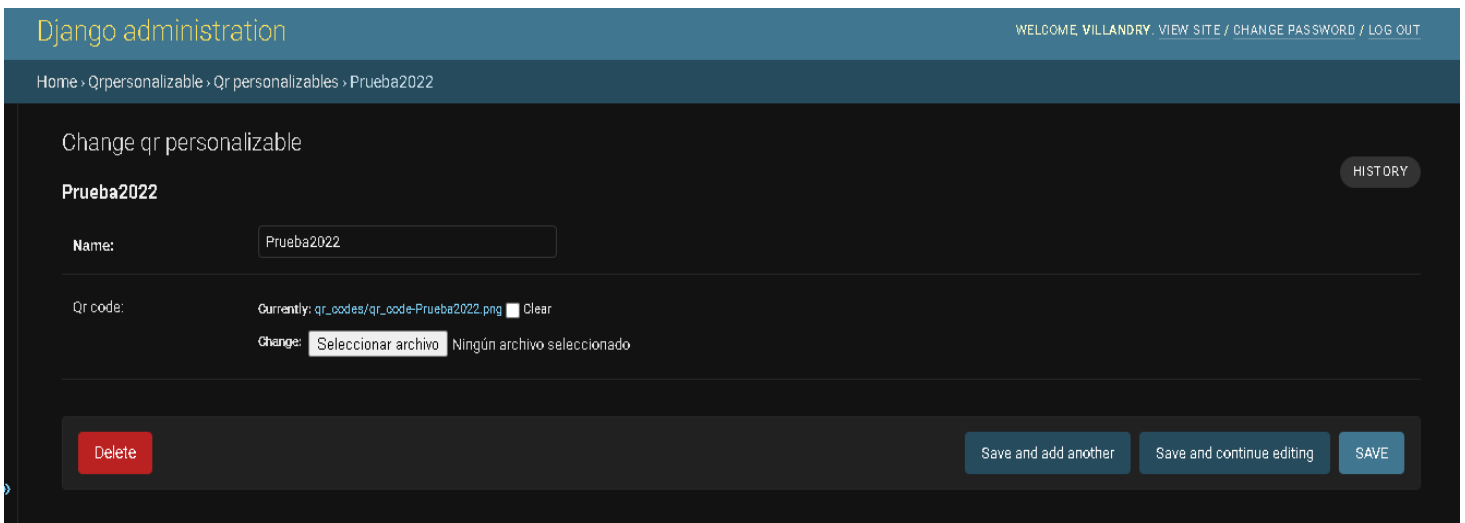 Django administration
WELCOME, VILLANDRY. VIEW SITE / CHANGE PASSWORD / LOG OUT
Home › Qrpersonalizable › Qr personalizables › Prueba2022
Change qr personalizable
HISTORY
Prueba2022
Name: Prueba2022
Qr code: Currently: qr_codes/qr_code-Prueba2022.png Clear
Change: Seleccionar archivo Ningún archivo seleccionado
Delete Save and add another Save and continue editing SAVE
»